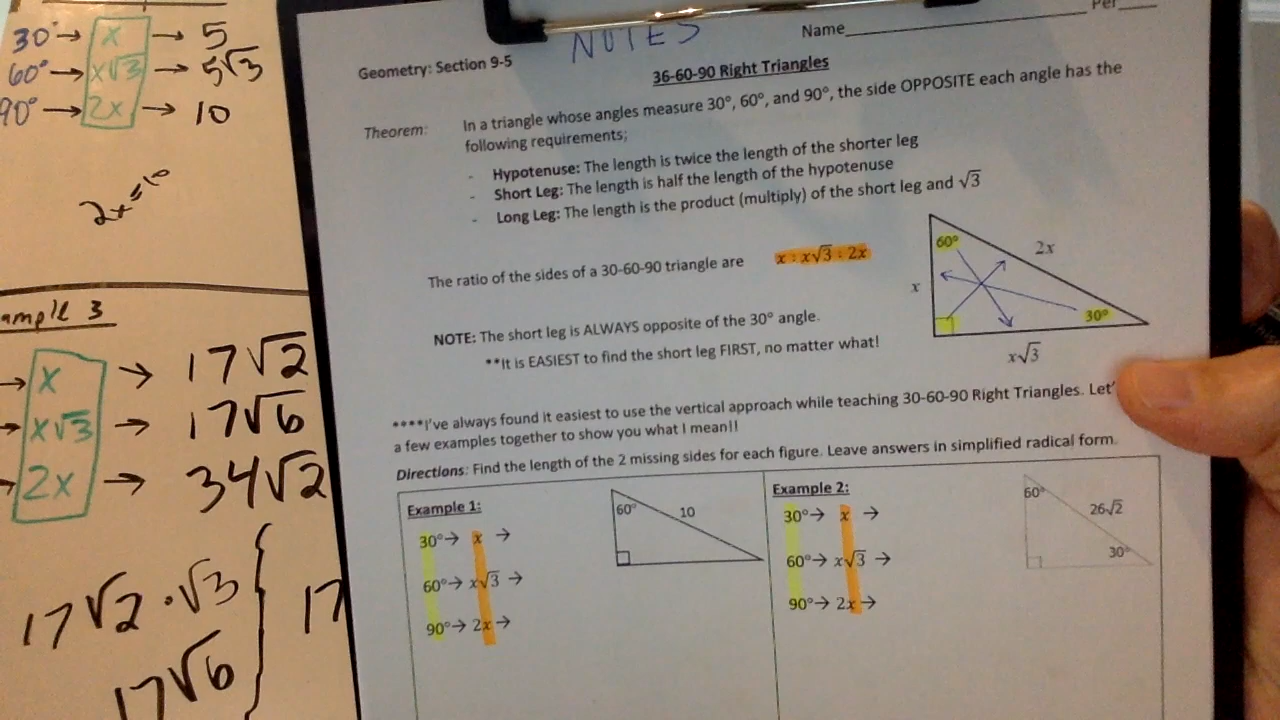 30° → x → 5
60° → x√3 → 5√3
90° → 2x → 10
2x = 10
ample 3
→ x → 17√2
→ x√3 → 17√6
→ 2x → 34√2
17√2 · √3
17√6
17
NOTES
Name
Per
Geometry: Section 9-5
36-60-90 Right Triangles
Theorem: In a triangle whose angles measure 30°, 60°, and 90°, the side OPPOSITE each angle has the
following requirements;
- Hypotenuse: The length is twice the length of the shorter leg
- Short Leg: The length is half the length of the hypotenuse
- Long Leg: The length is the product (multiply) of the short leg and √3
The ratio of the sides of a 30-60-90 triangle are x : x√3 : 2x
60°
2x
x
30°
x√3
NOTE: The short leg is ALWAYS opposite of the 30° angle.
**It is EASIEST to find the short leg FIRST, no matter what!
****I've always found it easiest to use the vertical approach while teaching 30-60-90 Right Triangles. Let'
a few examples together to show you what I mean!!
Directions: Find the length of the 2 missing sides for each figure. Leave answers in simplified radical form.
Example 1:
30° → x →
60° → x√3 →
90° → 2x →
60°
10
Example 2:
30° → x →
60° → x√3 →
90° → 2x →
60°
26√2
30°